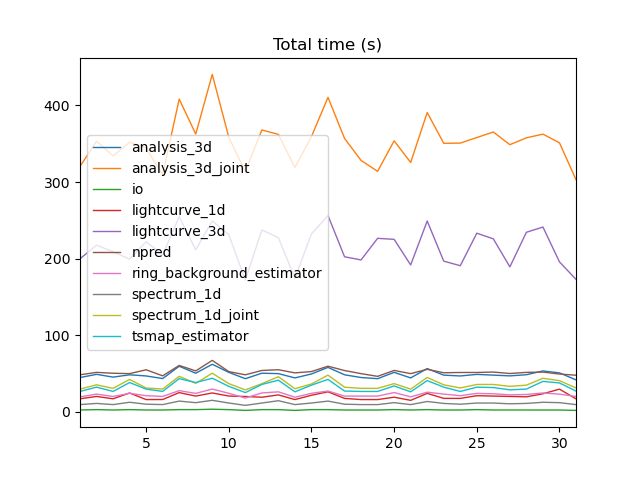 Total time (s)
400
300
200
100
0
analysis_3d
analysis_3d_joint
io
lightcurve_1d
lightcurve_3d
npred
ring_background_estimator
spectrum_1d
spectrum_1d_joint
tsmap_estimator
5 10 15 20 25 30